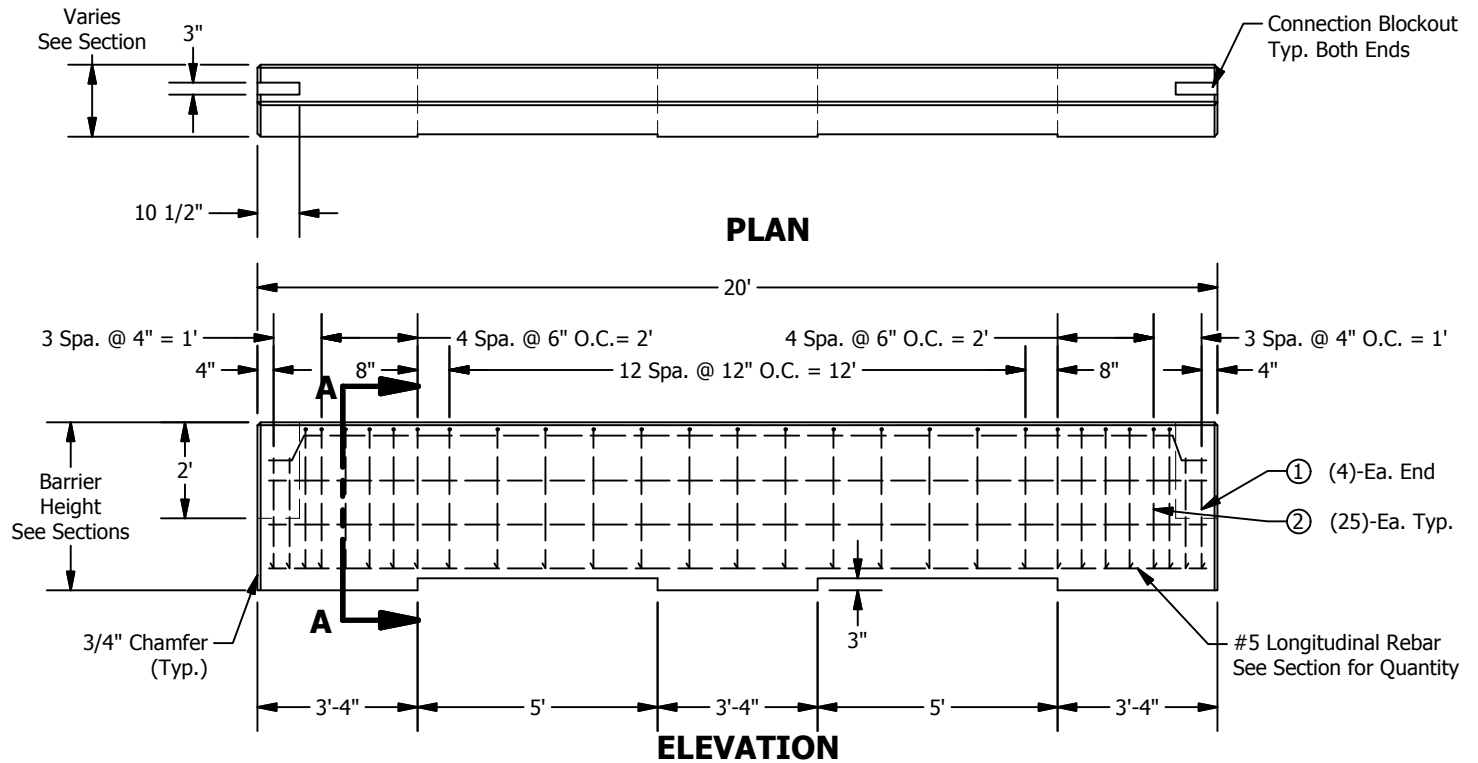 Varies
See Section
3"
Connection Blockout
Typ. Both Ends
10 1/2"
PLAN
20'
3 Spa. @ 4" = 1'
4 Spa. @ 6" O.C.= 2'
4 Spa. @ 6" O.C. = 2'
3 Spa. @ 4" O.C. = 1'
4"
A
8"
12 Spa. @ 12" O.C. = 12'
8"
4"
Barrier
Height
See Sections
2'
1 (4)-Ea. End
2 (25)-Ea. Typ.
A
3/4" Chamfer
(Typ.)
3"
#5 Longitudinal Rebar
See Section for Quantity
3'-4"
5'
3'-4"
5'
3'-4"
ELEVATION